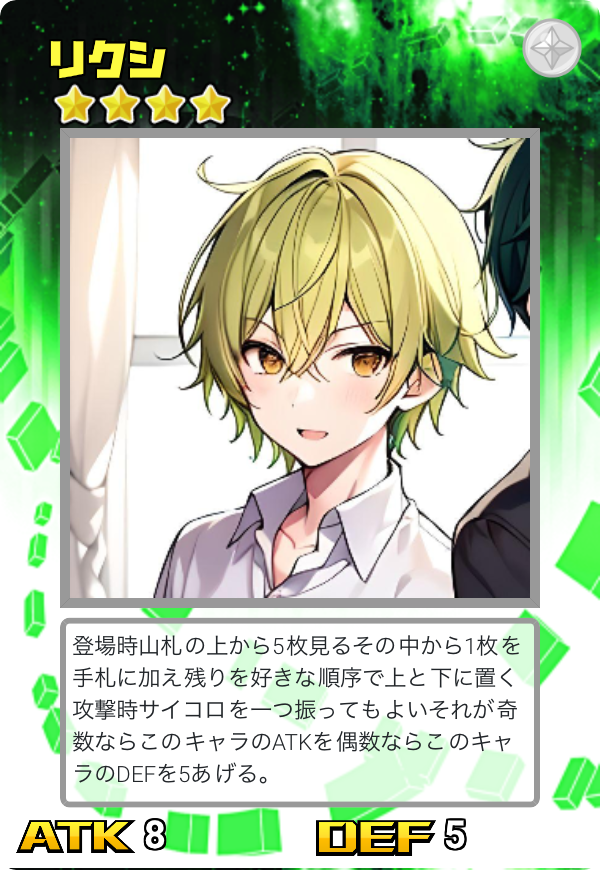 リクシ
登場時山札の上から5枚見るその中から1枚を
手札に加え残りを好きな順序で上と下に置く
攻撃時サイコロを一つ振ってもよいそれが奇
数ならこのキャラのATKを偶数ならこのキャ
ラのDEFを5あげる。
ATK 8 DEF 5